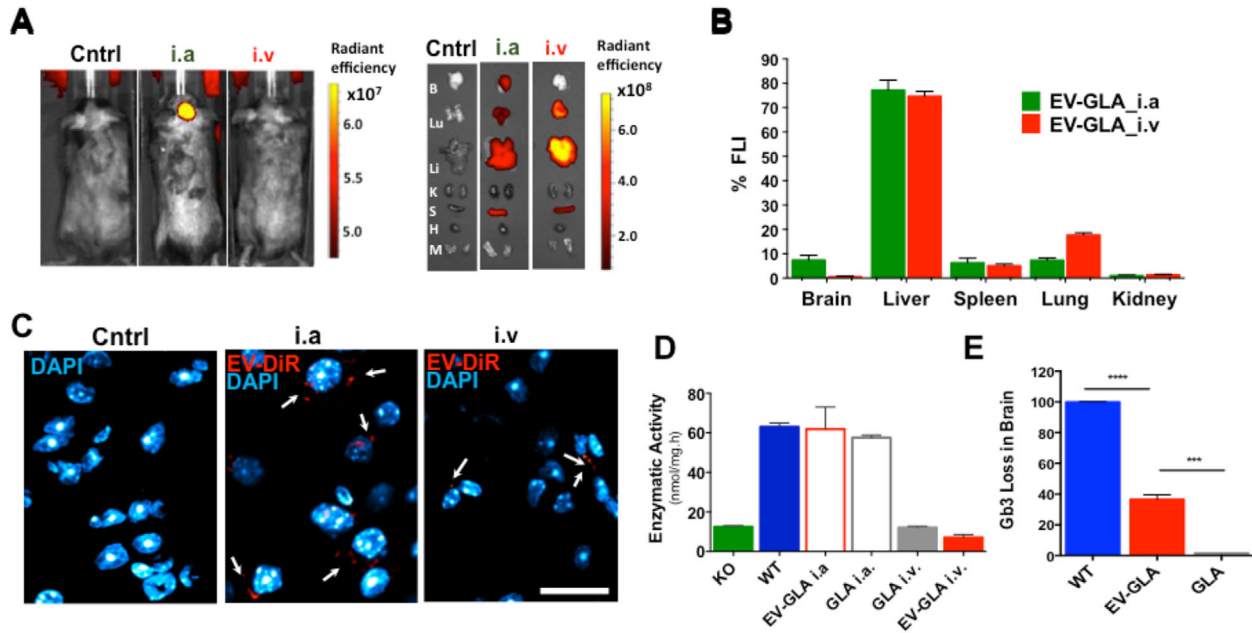 A
Cntrl i.a i.v
Radiant
efficiency
x10⁷
6.0
5.5
5.0
Cntrl i.a i.v
B
Lu
Li
K
S
H
M
Radiant
efficiency
x10⁸
6.0
4.0
2.0
B
% FLI
90
80
70
60
50
40
30
20
10
0
EV-GLA_i.a
EV-GLA_i.v
Brain Liver Spleen Lung Kidney
C
Cntrl i.a i.v
DAPI
EV-DiR
DAPI
EV-DiR
DAPI
D
Enzymatic Activity
(nmol/mg.h)
80
60
40
20
0
KO WT EV-GLA i.a GLA i.a. GLA i.v. EV-GLA i.v.
E
Gb3 Loss in Brain
120
100
80
60
40
20
0
****
***
WT EV-GLA GLA